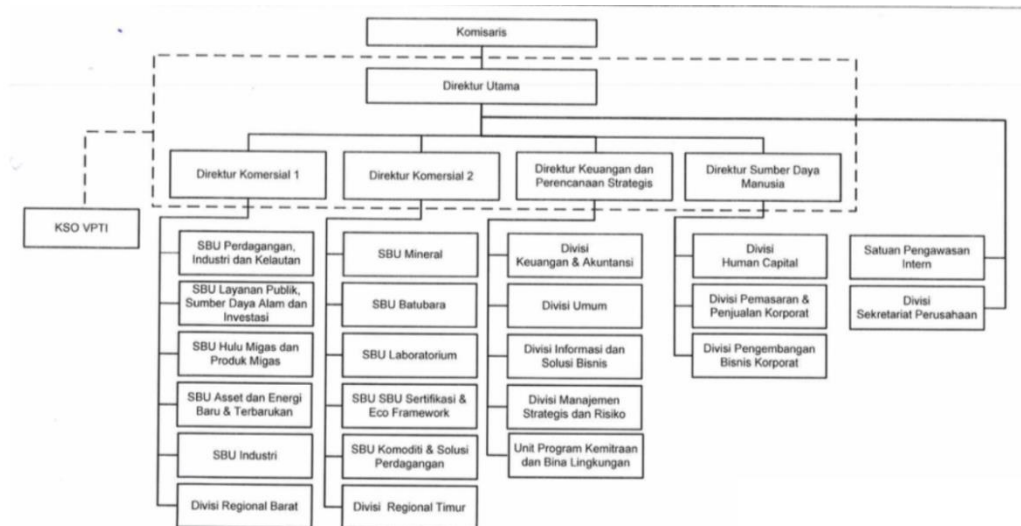 Komisaris
Direktur Utama
Direktur Komersial 1
Direktur Komersial 2
Direktur Keuangan dan
Perencanaan Strategis
Direktur Sumber Daya
Manusia
KSO VPTI
SBU Perdagangan,
Industri dan Kelautan
SBU Layanan Publik,
Sumber Daya Alam dan
Investasi
SBU Hulu Migas dan
Produk Migas
SBU Asset dan Energi
Baru & Terbarukan
SBU Industri
Divisi Regional Barat
SBU Mineral
SBU Batubara
SBU Laboratorium
SBU SBU Sertifikasi &
Eco Framework
SBU Komoditi & Solusi
Perdagangan
Divisi Regional Timur
Divisi
Keuangan & Akuntansi
Divisi Umum
Divisi Informasi dan
Solusi Bisnis
Divisi Manajemen
Strategis dan Risiko
Unit Program Kemitraan
dan Bina Lingkungan
Divisi
Human Capital
Divisi Pemasaran &
Penjualan Korporat
Divisi Pengembangan
Bisnis Korporat
Satuan Pengawasan
Intern
Divisi
Sekretariat Perusahaan